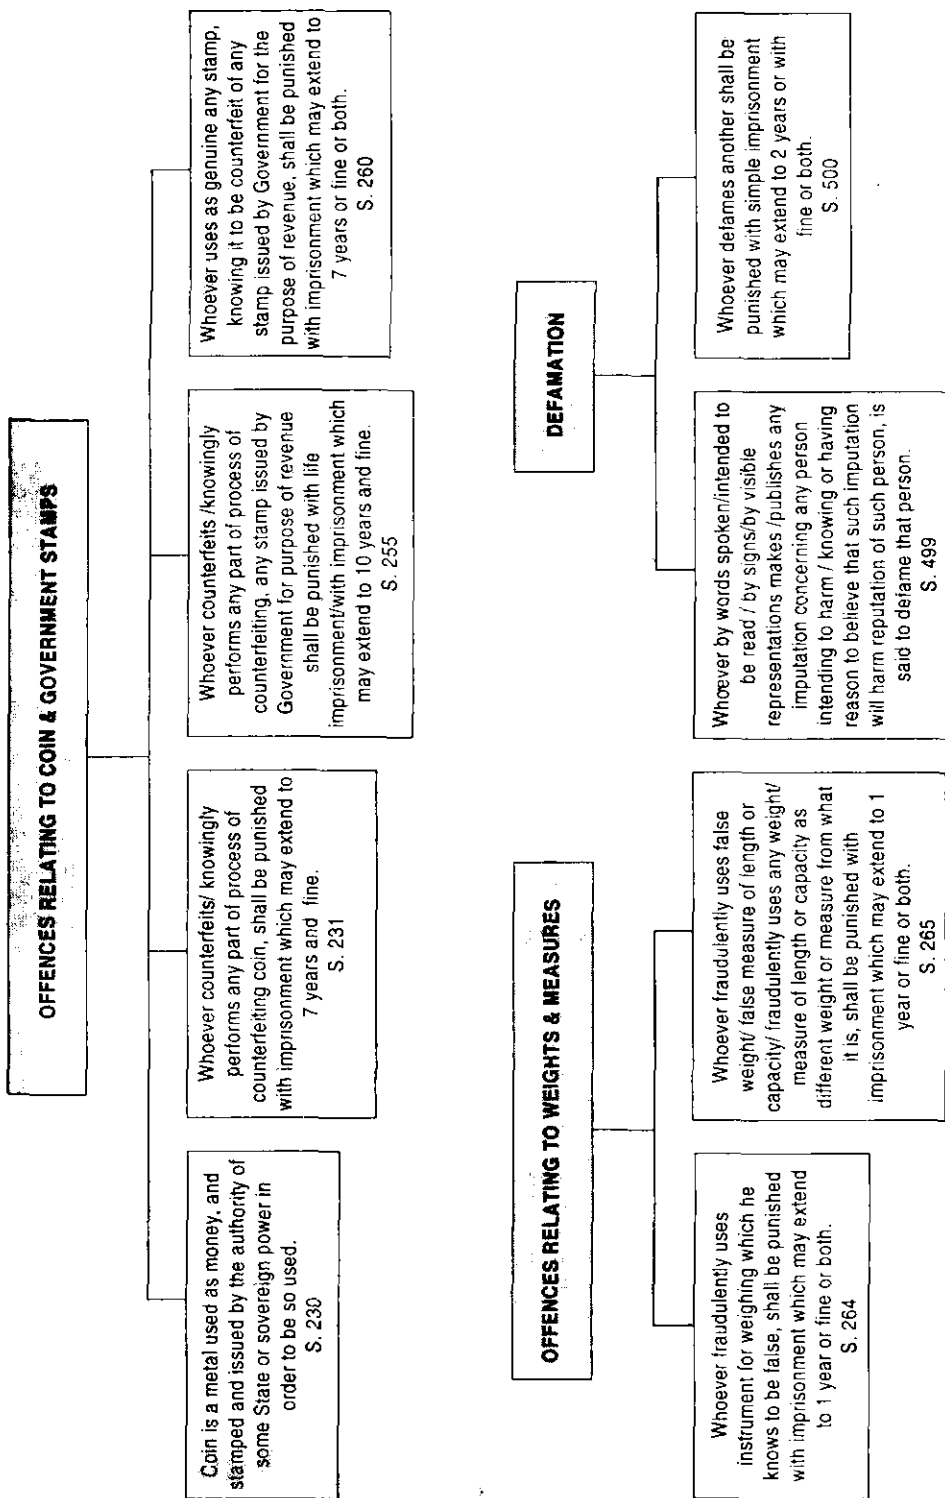 OFFENCES RELATING TO COIN & GOVERNMENT STAMPS
Coin is a metal used as money, and
stamped and issued by the authority of
some State or sovereign power in
order to be so used.
S. 230
Whoever counterfeits/ knowingly
performs any part of process of
counterfeiting coin, shall be punished
with imprisonment which may extend to
7 years and fine.
S. 231
Whoever counterfeits /knowingly
performs any part of process of
counterfeiting, any stamp issued by
Government for purpose of revenue
shall be punished with life
imprisonment/with imprisonment which
may extend to 10 years and fine.
S. 255
Whoever uses as genuine any stamp,
knowing it to be counterfeit of any
stamp issued by Government for the
purpose of revenue, shall be punished
with imprisonment which may extend to
7 years or fine or both.
S. 260
OFFENCES RELATING TO WEIGHTS & MEASURES
Whoever fraudulently uses
instrument for weighing which he
knows to be false, shall be punished
with imprisonment which may extend
to 1 year or fine or both.
S. 264
Whoever fraudulently uses false
weight/ false measure of length or
capacity/ fraudulently uses any weight/
measure of length or capacity as
different weight or measure from what
it is, shall be punished with
imprisonment which may extend to 1
year or fine or both.
S. 265
DEFAMATION
Whoever by words spoken/intended to
be read / by signs/by visible
representations makes /publishes any
imputation concerning any person
intending to harm / knowing or having
reason to believe that such imputation
will harm reputation of such person, is
said to defame that person.
S. 499
Whoever defames another shall be
punished with simple imprisonment
which may extend to 2 years or with
fine or both.
S. 500